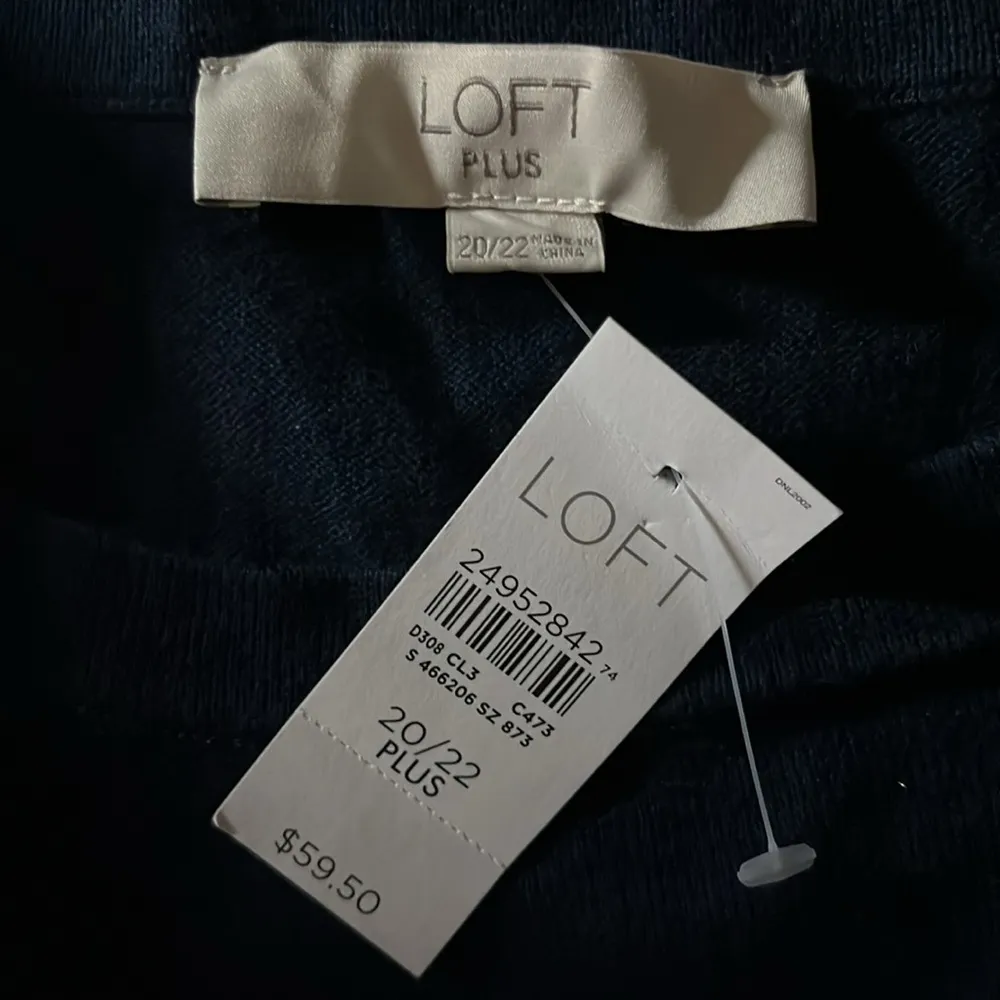 LOFT
PLUS
20/22 MADE IN
CHINA
DNL2002
LOFT
24952842 74
D308 CL3 C473
S 466206 SZ 873
20/22
PLUS
$59.50